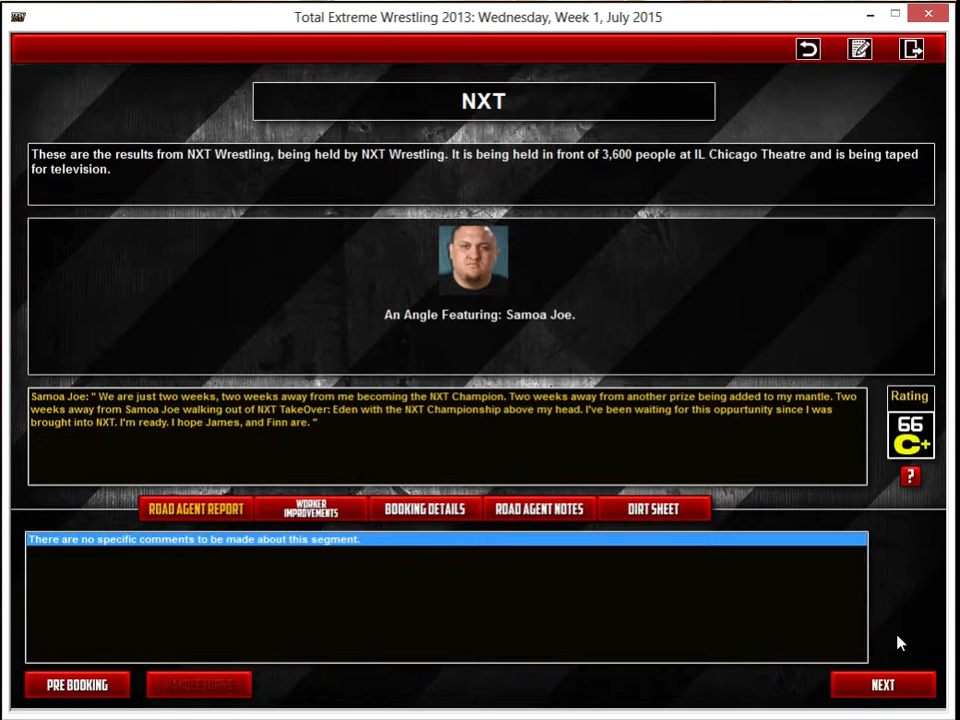 Total Extreme Wrestling 2013: Wednesday, Week 1, July 2015
NXT
These are the results from NXT Wrestling, being held by NXT Wrestling. It is being held in front of 3,600 people at IL Chicago Theatre and is being taped
for television.
An Angle Featuring: Samoa Joe.
Samoa Joe: " We are just two weeks, two weeks away from me becoming the NXT Champion. Two weeks away from another prize being added to my mantle. Two
weeks away from Samoa Joe walking out of NXT TakeOver: Eden with the NXT Championship above my head. I've been waiting for this oppurtunity since I was
brought into NXT. I'm ready. I hope James, and Finn are. "
Rating
66
C+
?
ROAD AGENT REPORT
WORKER
IMPROVEMENTS
BOOKING DETAILS
ROAD AGENT NOTES
DIRT SHEET
There are no specific comments to be made about this segment.
PRE BOOKING
NEXT